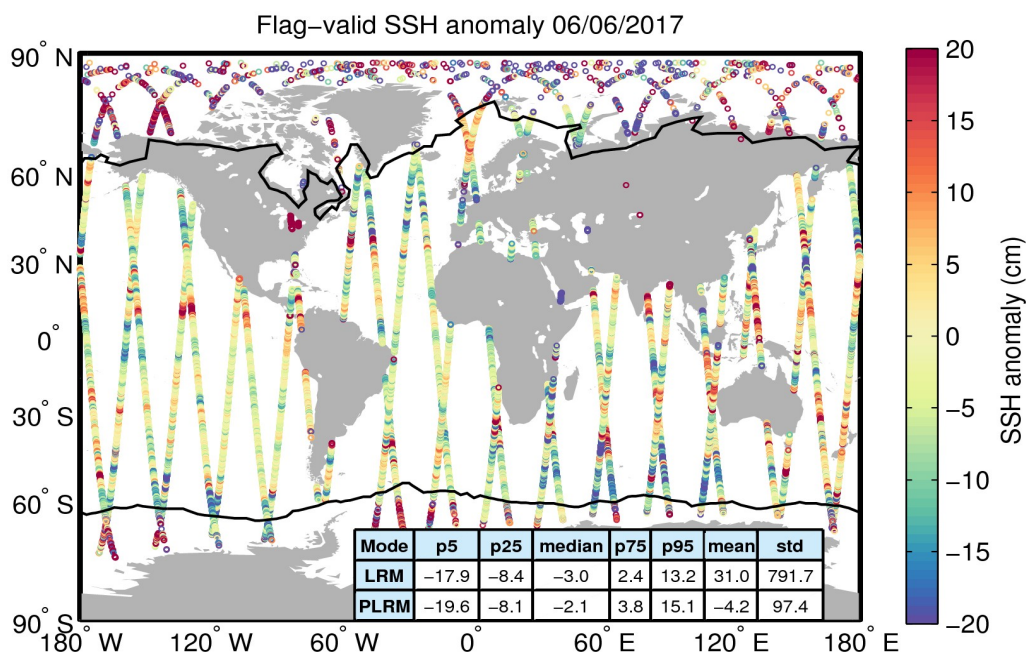 Flag−valid SSH anomaly 06/06/2017
90° N
60° N
30° N
0°
30° S
60° S
90° S
180° W
120° W
60° W
0°
60° E
120° E
180° E
Mode p5 p25 median p75 p95 mean std
LRM −17.9 −8.4 −3.0 2.4 13.2 31.0 791.7
PLRM −19.6 −8.1 −2.1 3.8 15.1 −4.2 97.4
20
15
10
5
0
−5
−10
−15
−20
SSH anomaly (cm)